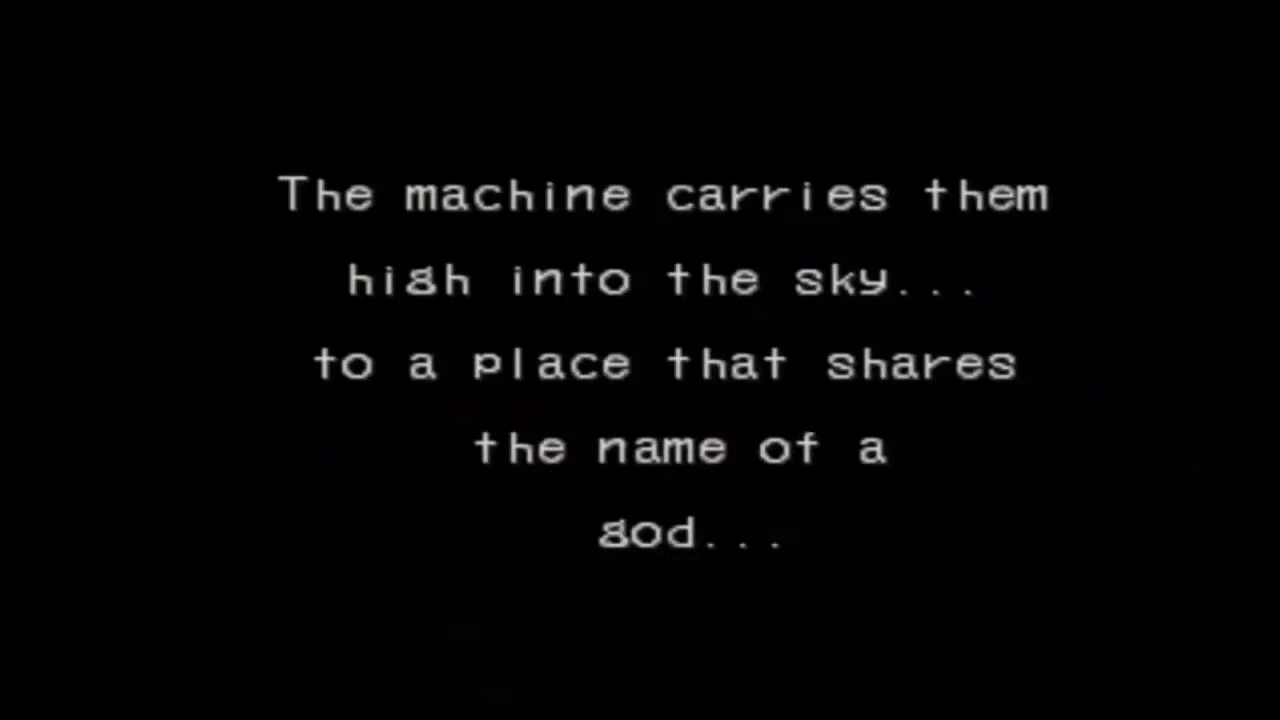 The machine carries them
high into the sky...
to a place that shares
the name of a
god...